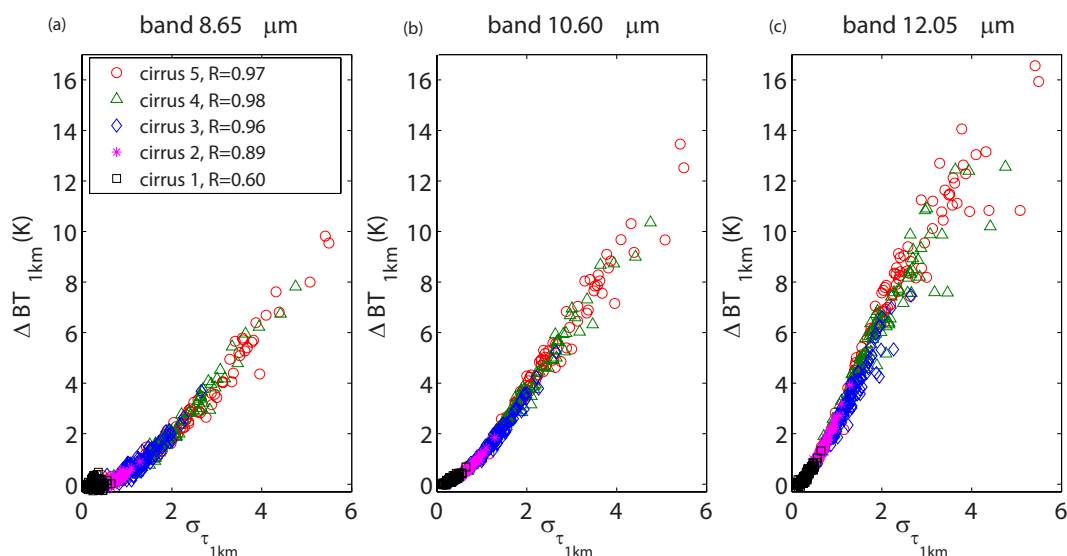 (a) band 8.65 μm
(b) band 10.60 μm
(c) band 12.05 μm
16
14
12
10
8
6
4
2
0
Δ BT 1km (K)
cirrus 5, R=0.97
cirrus 4, R=0.98
cirrus 3, R=0.96
cirrus 2, R=0.89
cirrus 1, R=0.60
0 2 4 6
σ τ 1km
16
14
12
10
8
6
4
2
0
Δ BT 1km (K)
0 2 4 6
σ τ 1km
16
14
12
10
8
6
4
2
0
Δ BT 1km (K)
0 2 4 6
σ τ 1km